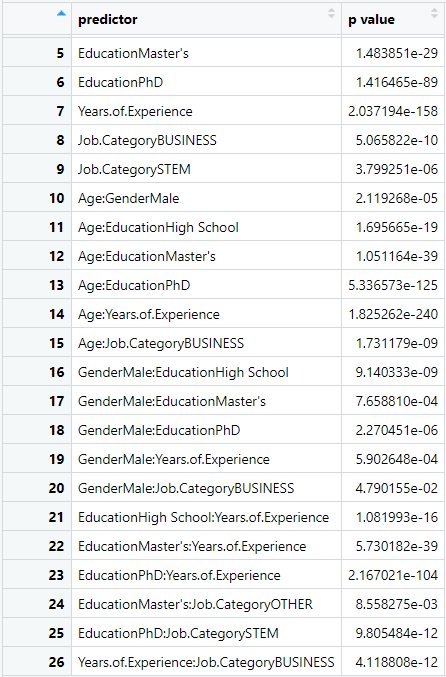 predictor p value
5 EducationMaster's 1.483851e-29
6 EducationPhD 1.416465e-89
7 Years.of.Experience 2.037194e-158
8 Job.CategoryBUSINESS 5.065822e-10
9 Job.CategorySTEM 3.799251e-06
10 Age:GenderMale 2.119268e-05
11 Age:EducationHigh School 1.695665e-19
12 Age:EducationMaster's 1.051164e-39
13 Age:EducationPhD 5.336573e-125
14 Age:Years.of.Experience 1.825262e-240
15 Age:Job.CategoryBUSINESS 1.731179e-09
16 GenderMale:EducationHigh School 9.140333e-09
17 GenderMale:EducationMaster's 7.658810e-04
18 GenderMale:EducationPhD 2.270451e-06
19 GenderMale:Years.of.Experience 5.902648e-04
20 GenderMale:Job.CategoryBUSINESS 4.790155e-02
21 EducationHigh School:Years.of.Experience 1.081993e-16
22 EducationMaster's:Years.of.Experience 5.730182e-39
23 EducationPhD:Years.of.Experience 2.167021e-104
24 EducationMaster's:Job.CategoryOTHER 8.558275e-03
25 EducationPhD:Job.CategorySTEM 9.805484e-12
26 Years.of.Experience:Job.CategoryBUSINESS 4.118808e-12